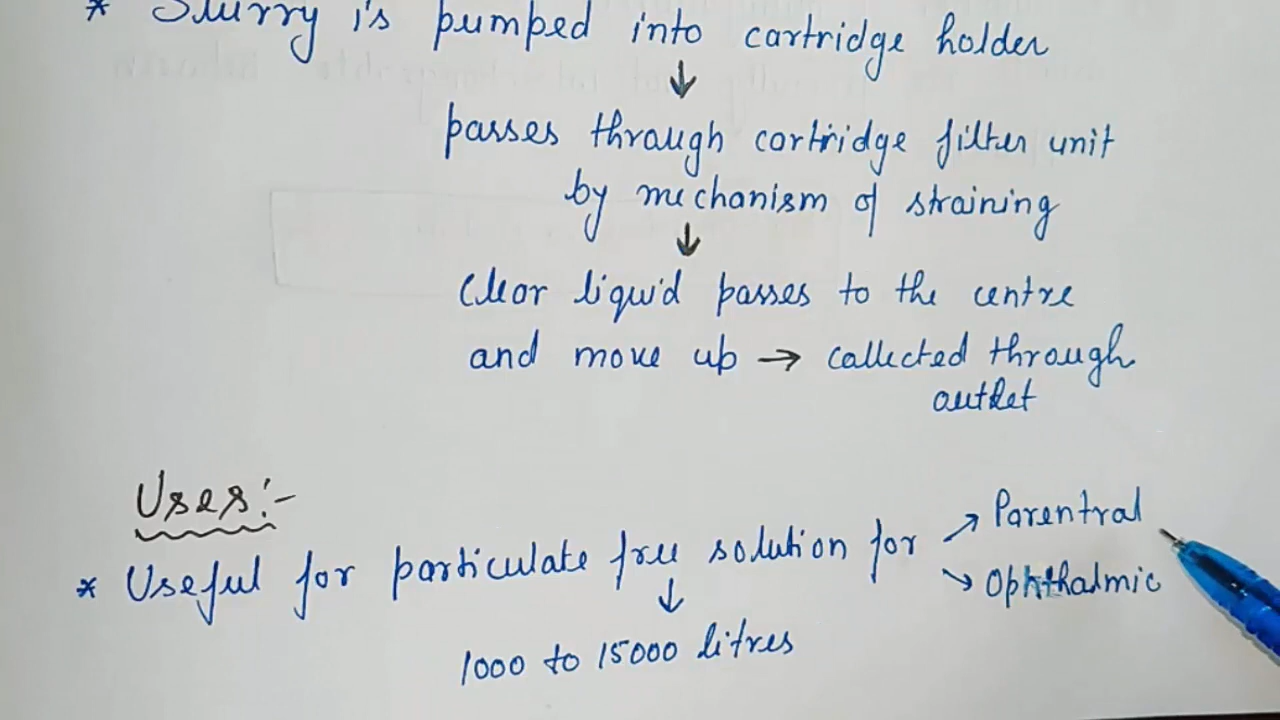 * Slurry is pumped into cartridge holder
↓
passes through cartridge filter unit
by mechanism of straining
↓
Clear liquid passes to the centre
and move up → collected through
outlet
Uses:-
* Useful for particulate free solution for → Parentral
→ Ophthalmic
↓
1000 to 15000 litres